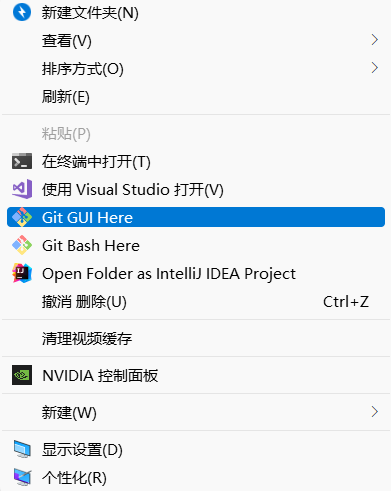 新建文件夹(N)
查看(V)
排序方式(O)
刷新(E)
粘贴(P)
在终端中打开(T)
使用 Visual Studio 打开(V)
Git GUI Here
Git Bash Here
Open Folder as IntelliJ IDEA Project
撤消 删除(U) Ctrl+Z
清理视频缓存
NVIDIA 控制面板
新建(W)
显示设置(D)
个性化(R)